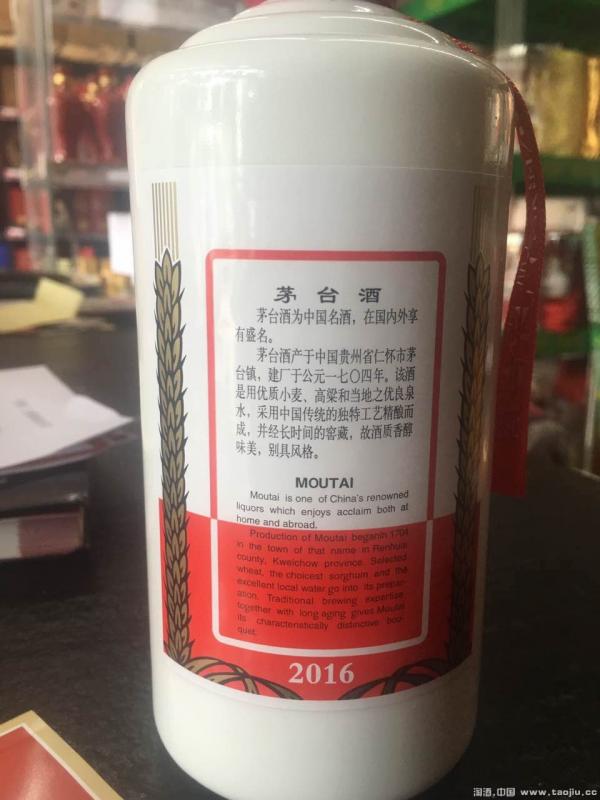 茅台酒
茅台酒为中国名酒，在国内外享
有盛名。
茅台酒产于中国贵州省仁怀市茅
台镇，建厂于公元一七〇四年。该酒
是用优质小麦、高梁和当地之优良泉
水，采用中国传统的独特工艺精酿而
成，并经长时间的窖藏，故酒质香醇
味美，别具风格。
MOUTAI
Moutai is one of China's renowned
liquors which enjoys acclaim both at
home and abroad.
Production of Moutai beganin 1704
in the town of that name in Renhuai
county, Kweichow province. Selected
wheat, the choicest sorghum and the
excellent local water go into its prepar-
ation. Traditional brewing expertise
together with long aging gives Moutai
its characteristically distinctive bou-
quet.
2016
淘酒.中国 www.taojiu.cc